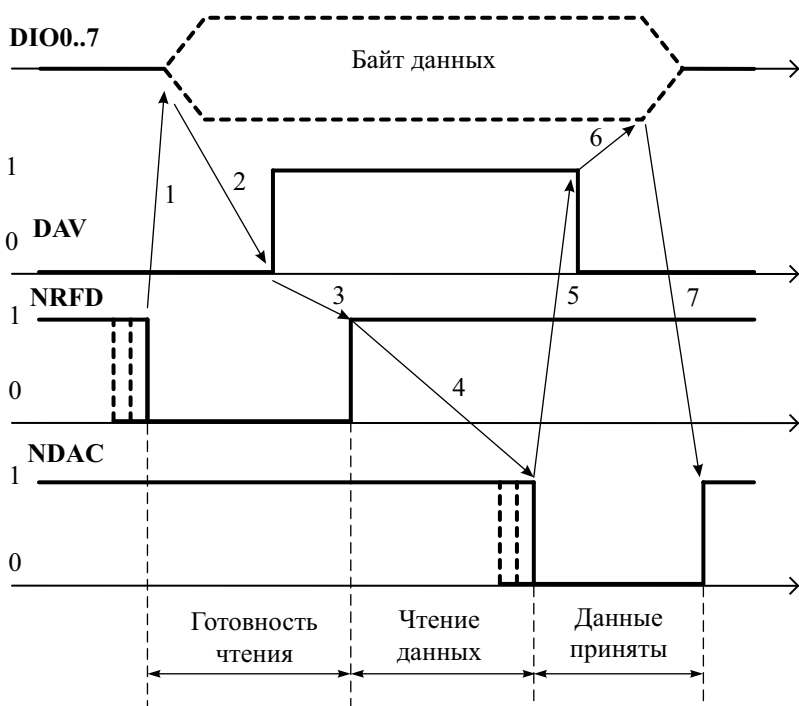 DIO0..7
Байт данных
6
1
1
2
0
DAV
NRFD
3
5
7
1
0
4
NDAC
1
0
Готовность
чтения
Чтение
данных
Данные
приняты